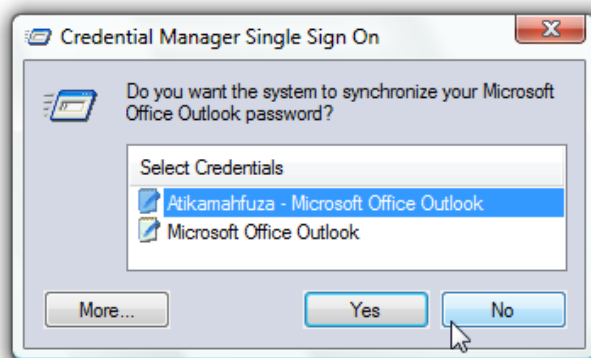 Credential Manager Single Sign On
Do you want the system to synchronize your Microsoft
Office Outlook password?
Select Credentials
Atikamahfuza - Microsoft Office Outlook
Microsoft Office Outlook
More...
Yes
No